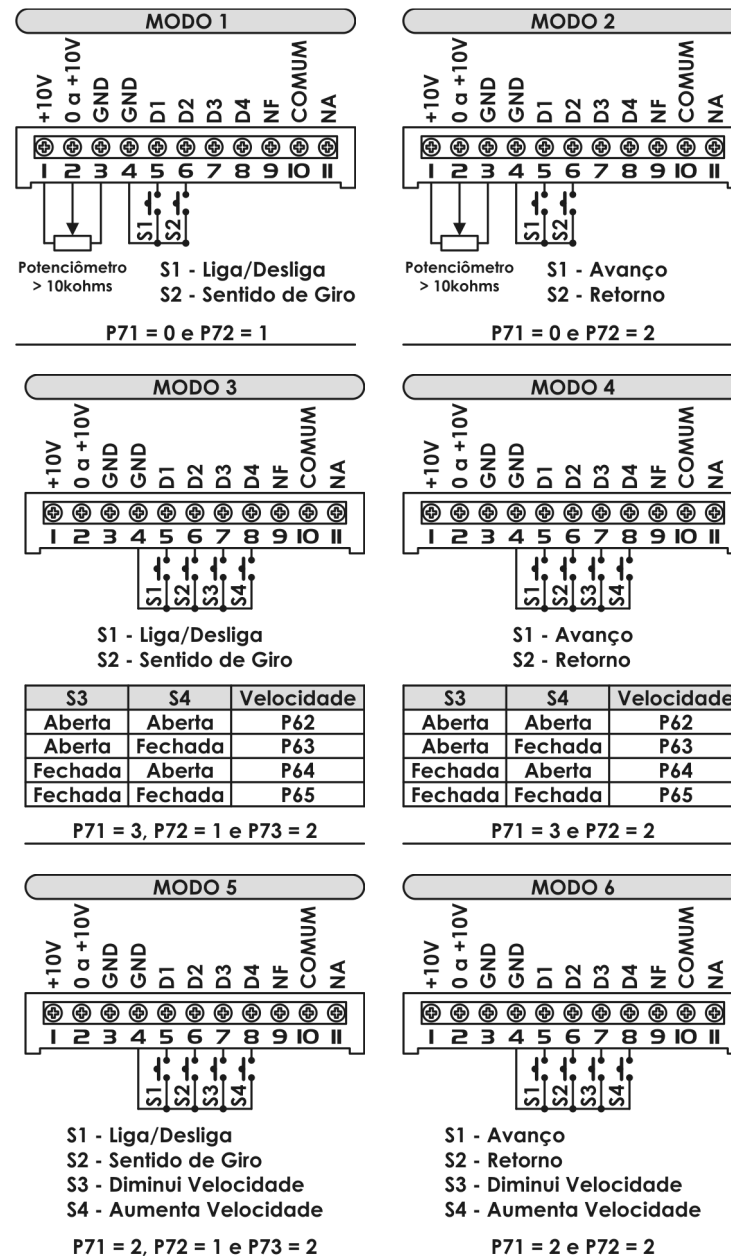 MODO 1
+10V
0 a +10V
GND
GND
D1
D2
D3
D4
NF
COMUM
NA
1 2 3 4 5 6 7 8 9 10 11
S1
S2
Potenciômetro
> 10kohms
S1 - Liga/Desliga
S2 - Sentido de Giro
P71 = 0 e P72 = 1
MODO 2
+10V
0 a +10V
GND
GND
D1
D2
D3
D4
NF
COMUM
NA
1 2 3 4 5 6 7 8 9 10 11
S1
S2
Potenciômetro
> 10kohms
S1 - Avanço
S2 - Retorno
P71 = 0 e P72 = 2
MODO 3
+10V
0 a +10V
GND
GND
D1
D2
D3
D4
NF
COMUM
NA
1 2 3 4 5 6 7 8 9 10 11
S1
S2
S3
S4
S1 - Liga/Desliga
S2 - Sentido de Giro
S3 S4 Velocidade
Aberta Aberta P62
Aberta Fechada P63
Fechada Aberta P64
Fechada Fechada P65
P71 = 3, P72 = 1 e P73 = 2
MODO 4
+10V
0 a +10V
GND
GND
D1
D2
D3
D4
NF
COMUM
NA
1 2 3 4 5 6 7 8 9 10 11
S1
S2
S3
S4
S1 - Avanço
S2 - Retorno
S3 S4 Velocidade
Aberta Aberta P62
Aberta Fechada P63
Fechada Aberta P64
Fechada Fechada P65
P71 = 3 e P72 = 2
MODO 5
+10V
0 a +10V
GND
GND
D1
D2
D3
D4
NF
COMUM
NA
1 2 3 4 5 6 7 8 9 10 11
S1
S2
S3
S4
S1 - Liga/Desliga
S2 - Sentido de Giro
S3 - Diminui Velocidade
S4 - Aumenta Velocidade
P71 = 2, P72 = 1 e P73 = 2
MODO 6
+10V
0 a +10V
GND
GND
D1
D2
D3
D4
NF
COMUM
NA
1 2 3 4 5 6 7 8 9 10 11
S1
S2
S3
S4
S1 - Avanço
S2 - Retorno
S3 - Diminui Velocidade
S4 - Aumenta Velocidade
P71 = 2 e P72 = 2